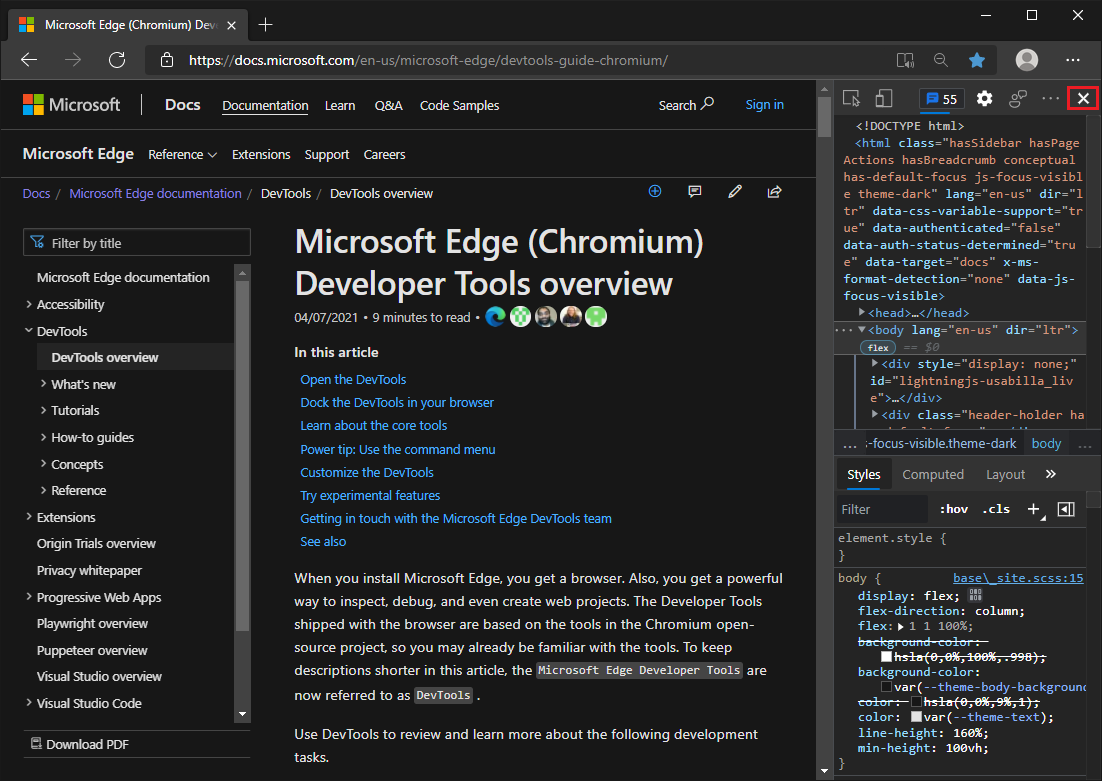 Microsoft Edge (Chromium) Dev
https://docs.microsoft.com/en-us/microsoft-edge/devtools-guide-chromium/
Microsoft
Docs
Documentation
Learn
Q&A
Code Samples
Search
Sign in
Microsoft Edge
Reference
Extensions
Support
Careers
Docs / Microsoft Edge documentation / DevTools / DevTools overview
Filter by title
Microsoft Edge documentation
Accessibility
DevTools
DevTools overview
What's new
Tutorials
How-to guides
Concepts
Reference
Extensions
Origin Trials overview
Privacy whitepaper
Progressive Web Apps
Playwright overview
Puppeteer overview
Visual Studio overview
Visual Studio Code
Download PDF
Microsoft Edge (Chromium)
Developer Tools overview
04/07/2021 • 9 minutes to read •
In this article
Open the DevTools
Dock the DevTools in your browser
Learn about the core tools
Power tip: Use the command menu
Customize the DevTools
Try experimental features
Getting in touch with the Microsoft Edge DevTools team
See also
When you install Microsoft Edge, you get a browser. Also, you get a powerful
way to inspect, debug, and even create web projects. The Developer Tools
shipped with the browser are based on the tools in the Chromium open-
source project, so you may already be familiar with the tools. To keep
descriptions shorter in this article, the Microsoft Edge Developer Tools are
now referred to as DevTools .
Use DevTools to review and learn more about the following development
tasks.
55
<!DOCTYPE html>
<html class="hasSidebar hasPage
Actions hasBreadcrumb conceptual
has-default-focus js-focus-visibl
e theme-dark" lang="en-us" dir="l
tr" data-css-variable-support="tr
ue" data-authenticated="false"
data-auth-status-determined="tru
e" data-target="docs" x-ms-
format-detection="none" data-js-
focus-visible>
<head>…</head>
<body lang="en-us" dir="ltr">
flex == $0
<div style="display: none;"
id="lightningjs-usabilla_liv
e">…</div>
<div class="header-holder ha
... s-focus-visible.theme-dark body ...
Styles
Computed
Layout
Filter
:hov
.cls
element.style {
}
body {
base\_site.scss:15
display: flex;
flex-direction: column;
flex: 1 1 100%;
background-color:
hsla(0,0%,100%,.998);
background-color:
var(--theme-body-background
color: hsla(0,0%,9%,1);
color: var(--theme-text);
line-height: 160%;
min-height: 100vh;
}